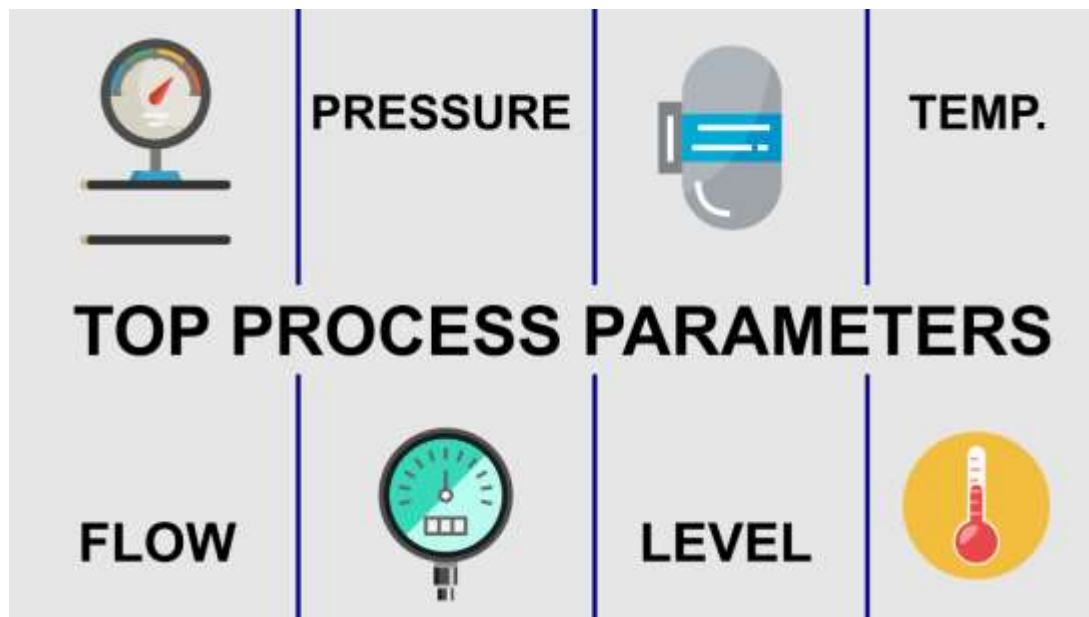 PRESSURE
TEMP.
TOP PROCESS PARAMETERS
FLOW
LEVEL